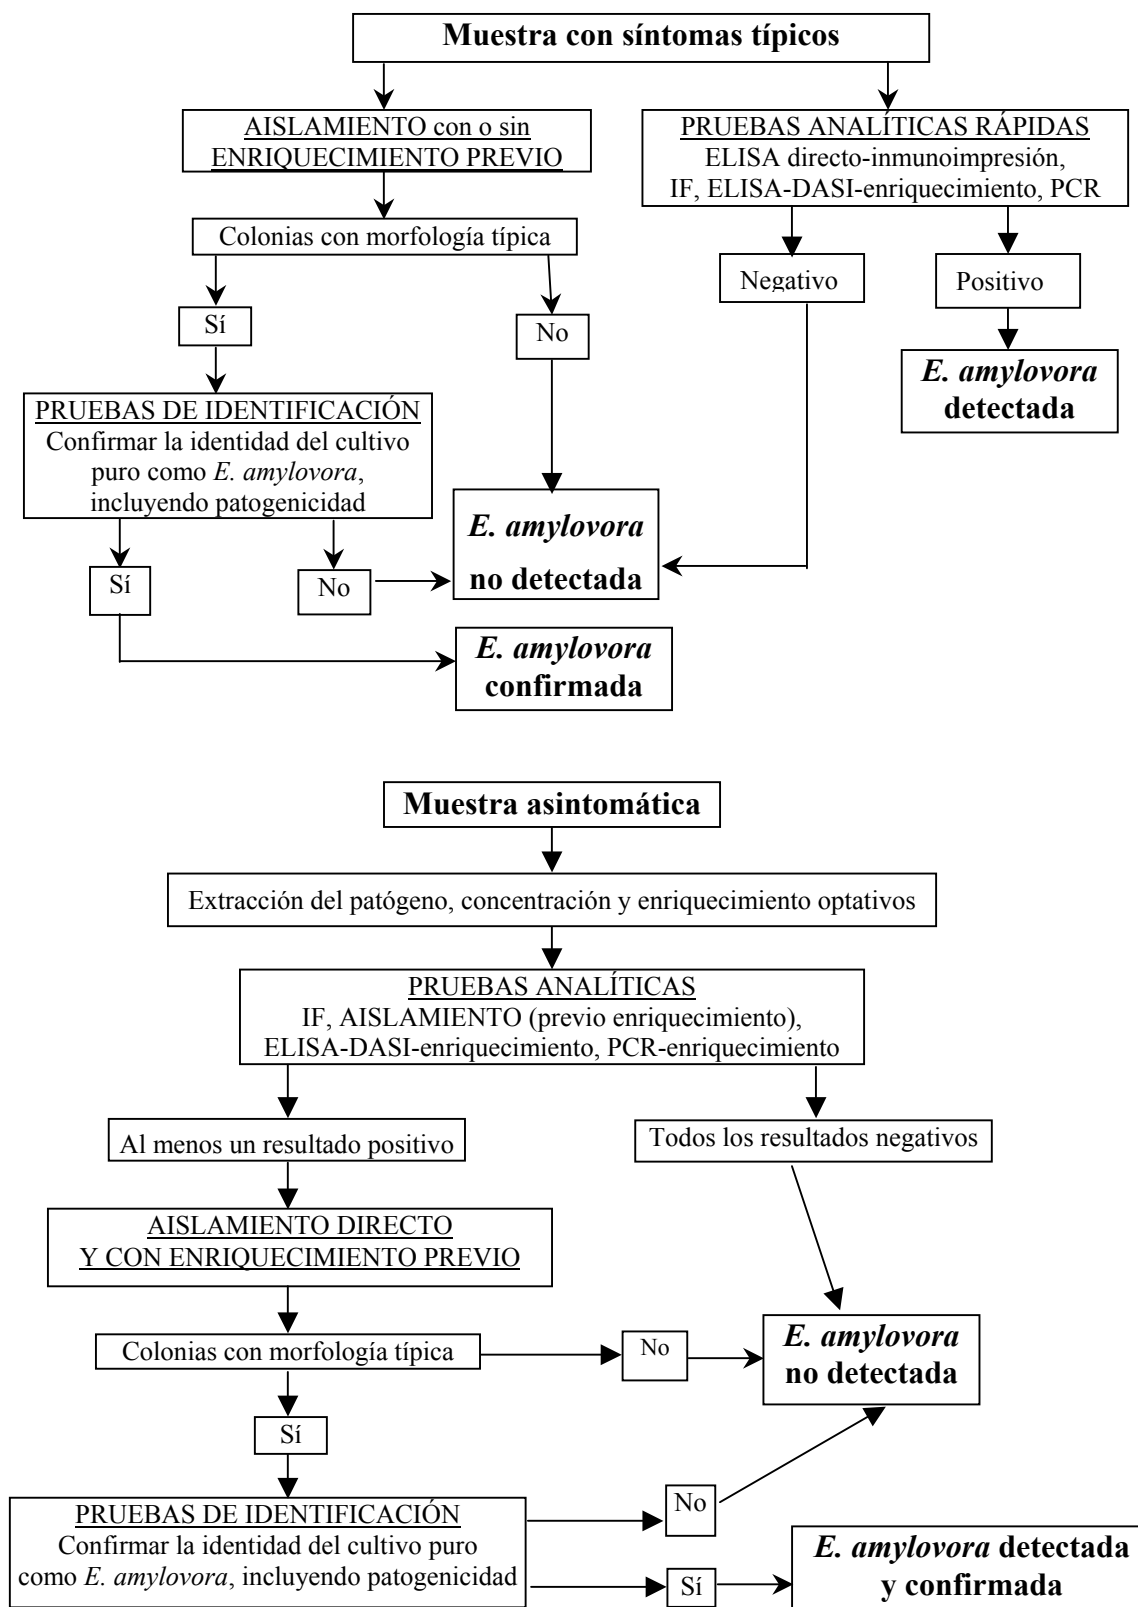 Muestra con síntomas típicos
AISLAMIENTO con o sin
ENRIQUECIMIENTO PREVIO
PRUEBAS ANALÍTICAS RÁPIDAS
ELISA directo-inmunoimpresión,
IF, ELISA-DASI-enriquecimiento, PCR
Colonias con morfología típica
Negativo
Positivo
Sí
No
E. amylovora
detectada
PRUEBAS DE IDENTIFICACIÓN
Confirmar la identidad del cultivo
puro como E. amylovora,
incluyendo patogenicidad
E. amylovora
no detectada
Sí
No
E. amylovora
confirmada
Muestra asintomática
Extracción del patógeno, concentración y enriquecimiento optativos
PRUEBAS ANALÍTICAS
IF, AISLAMIENTO (previo enriquecimiento),
ELISA-DASI-enriquecimiento, PCR-enriquecimiento
Al menos un resultado positivo
Todos los resultados negativos
AISLAMIENTO DIRECTO
Y CON ENRIQUECIMIENTO PREVIO
Colonias con morfología típica
No
E. amylovora
no detectada
Sí
PRUEBAS DE IDENTIFICACIÓN
Confirmar la identidad del cultivo puro
como E. amylovora, incluyendo patogenicidad
No
Sí
E. amylovora detectada
y confirmada